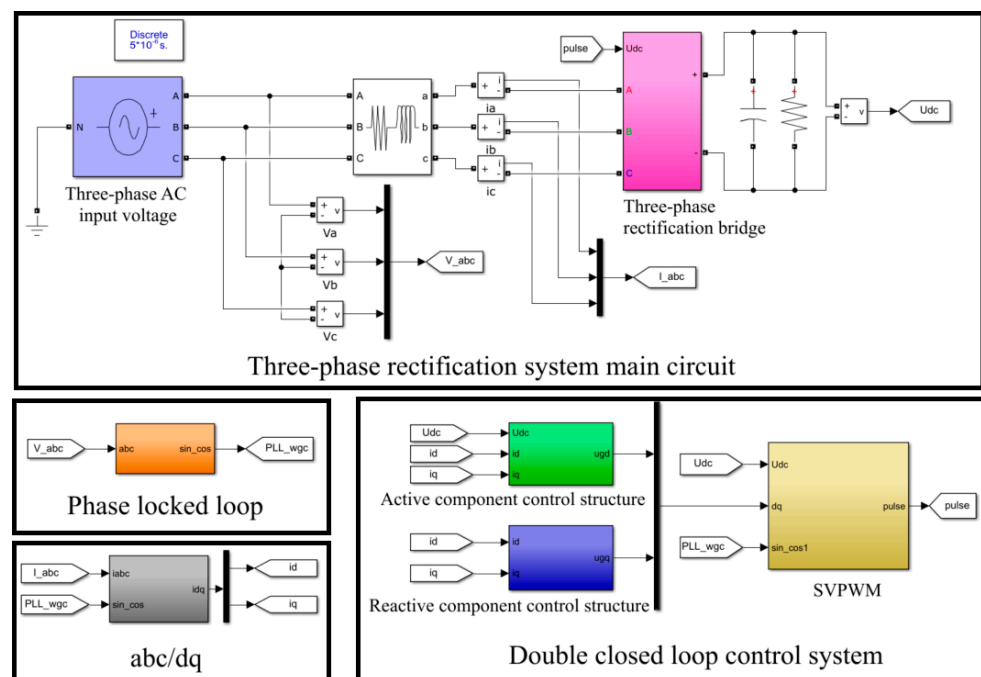 Discrete
5*10⁻⁶ s.
N
A
B
C
Three-phase AC
input voltage
A
B
C
a
b
c
+
-
i
ia
+
-
i
ib
+
-
i
ic
pulse
Udc
A
B
C
+
-
Three-phase
rectification bridge
+
+
+
-
v
Udc
+
-
v
Va
+
-
v
Vb
+
-
v
Vc
V_abc
I_abc
Three-phase rectification system main circuit
V_abc
abc
sin_cos
PLL_wgc
Phase locked loop
I_abc
PLL_wgc
iabc
sin_cos
idq
id
iq
abc/dq
Udc
id
iq
Udc
id
iq
ugd
Active component control structure
id
iq
id
iq
ugq
Reactive component control structure
Udc
PLL_wgc
Udc
dq
sin_cos1
pulse
pulse
SVPWM
Double closed loop control system